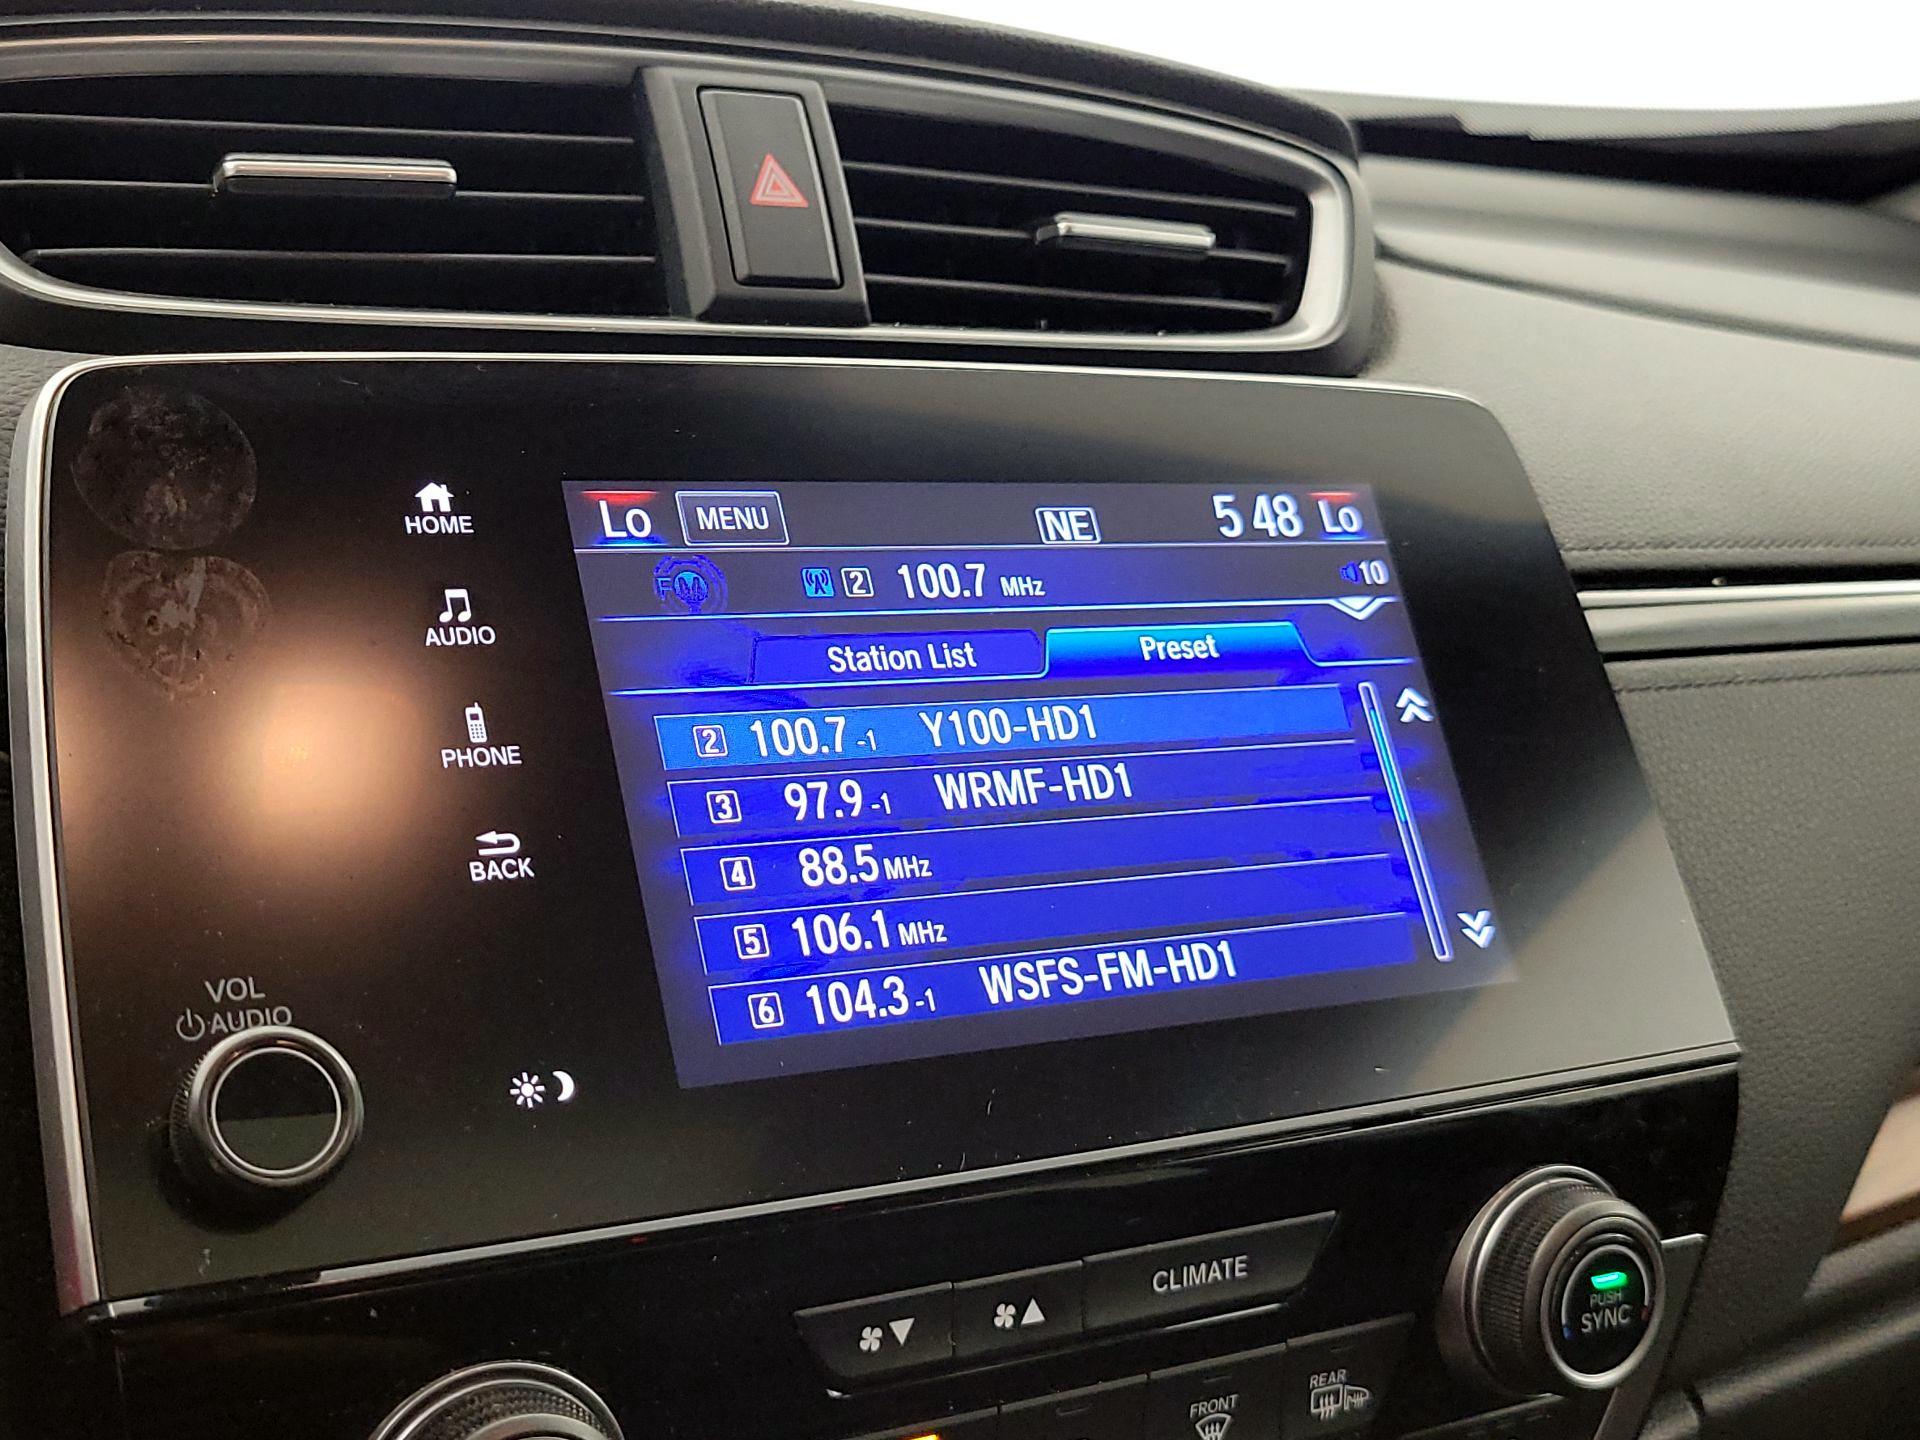 HOME
AUDIO
PHONE
BACK
VOL
AUDIO
Lo MENU NE 5 48 Lo
FM 2 100.7 MHz 10
Station List Preset
2 100.7 -1 Y100-HD1
3 97.9 -1 WRMF-HD1
4 88.5 MHz
5 106.1 MHz
6 104.3 -1 WSFS-FM-HD1
CLIMATE
PUSH
SYNC
FRONT
REAR